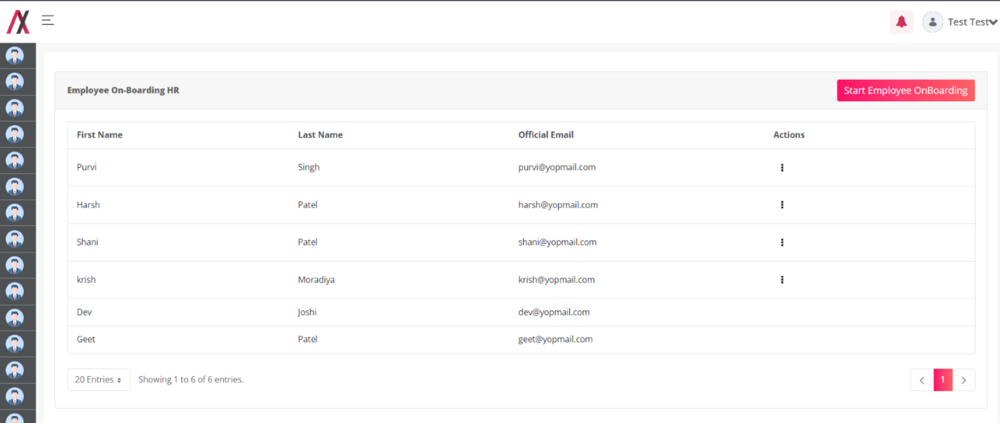 Test Test
Employee On-Boarding HR
Start Employee OnBoarding
First Name Last Name Official Email Actions
Purvi Singh purvi@yopmail.com
Harsh Patel harsh@yopmail.com
Shani Patel shani@yopmail.com
krish Moradiya krish@yopmail.com
Dev Joshi dev@yopmail.com
Geet Patel geet@yopmail.com
20 Entries Showing 1 to 6 of 6 entries. < 1 >